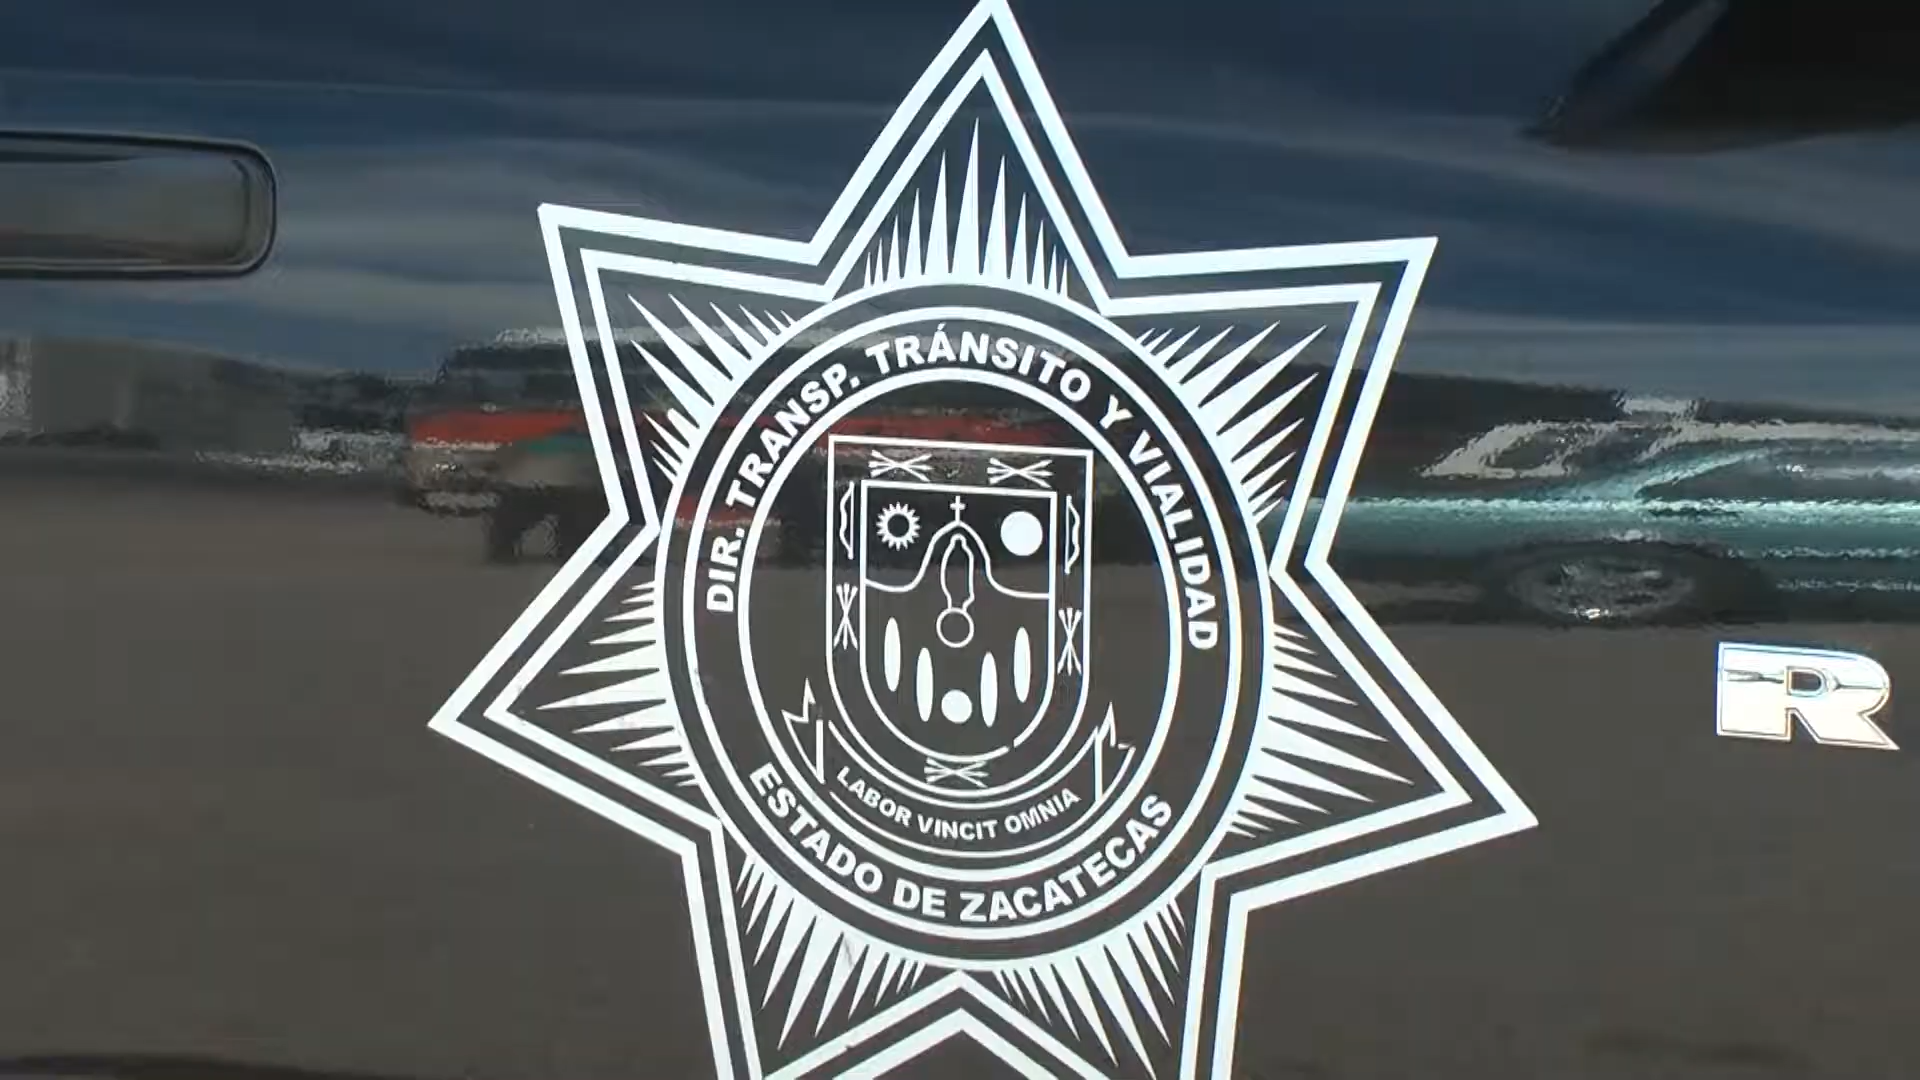 DIR. TRANSP. TRÁNSITO Y VIALIDAD
LABOR VINCIT OMNIA
ESTADO DE ZACATECAS
R